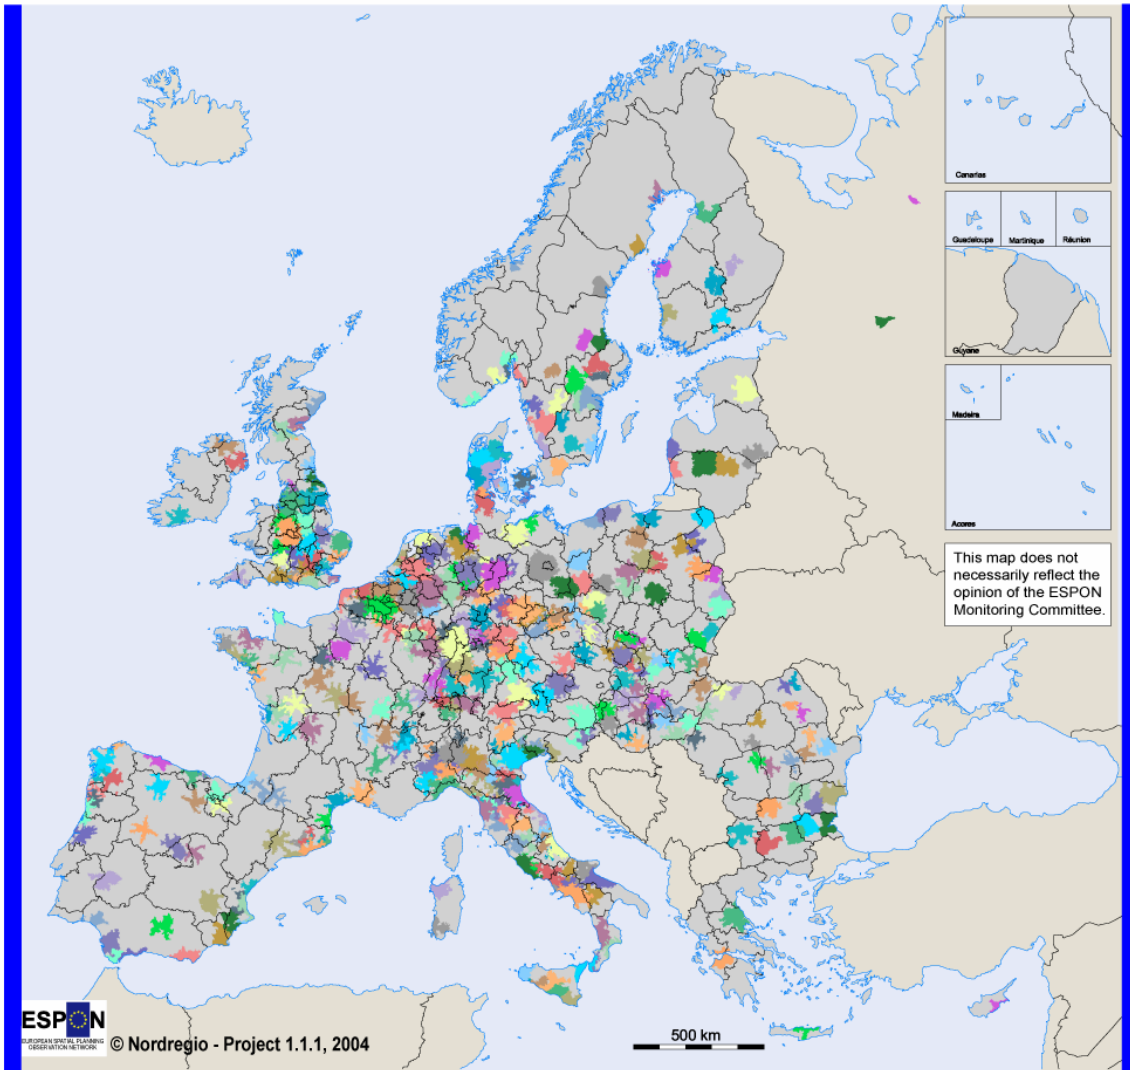 Canarias
Guadeloupe
Martinique
Réunion
Guyane
Madeira
Acores
This map does not
necessarily reflect the
opinion of the ESPON
Monitoring Committee.
ESPON
EUROPEAN SPATIAL PLANNING
OBSERVATION NETWORK
© Nordregio - Project 1.1.1, 2004
500 km